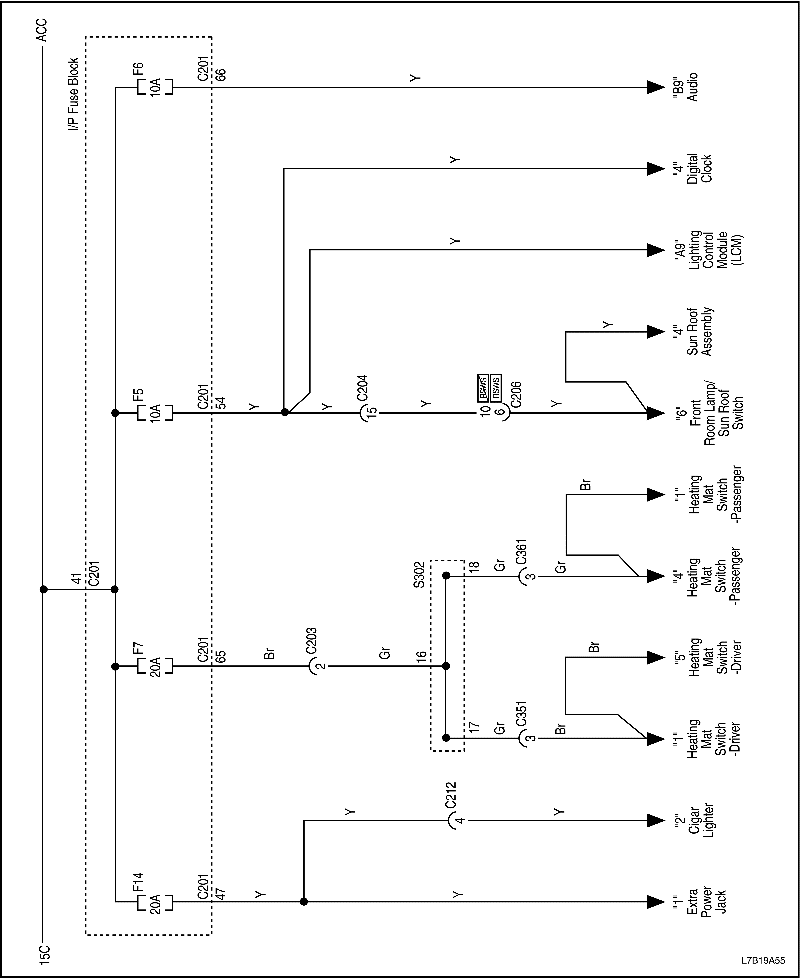 15C
ACC
41
C201
I/P Fuse Block
F14
20A
F7
20A
F5
10A
F6
10A
C201
47
C201
65
C201
54
C201
66
Y
Br
Y
Y
C203
2
Y
Gr
Y
C204
15
Y
Y
Y
S302
16
17
18
C212
4
Y
Y
Gr
C351
3
Br
Gr
C361
3
Gr
10
6
C206
Y
Br
Br
Y
"1"
Extra
Power
Jack
"2"
Cigar
Lighter
"1"
Heating
Mat
Switch
-Driver
"5"
Heating
Mat
Switch
-Driver
"4"
Heating
Mat
Switch
-Passenger
"1"
Heating
Mat
Switch
-Passenger
"6"
Front
Room Lamp/
Sun Roof
Switch
"4"
Sun Roof
Assembly
"A9"
Lighting
Control
Module
(LCM)
"4"
Digital
Clock
"B9"
Audio
L7B19A55